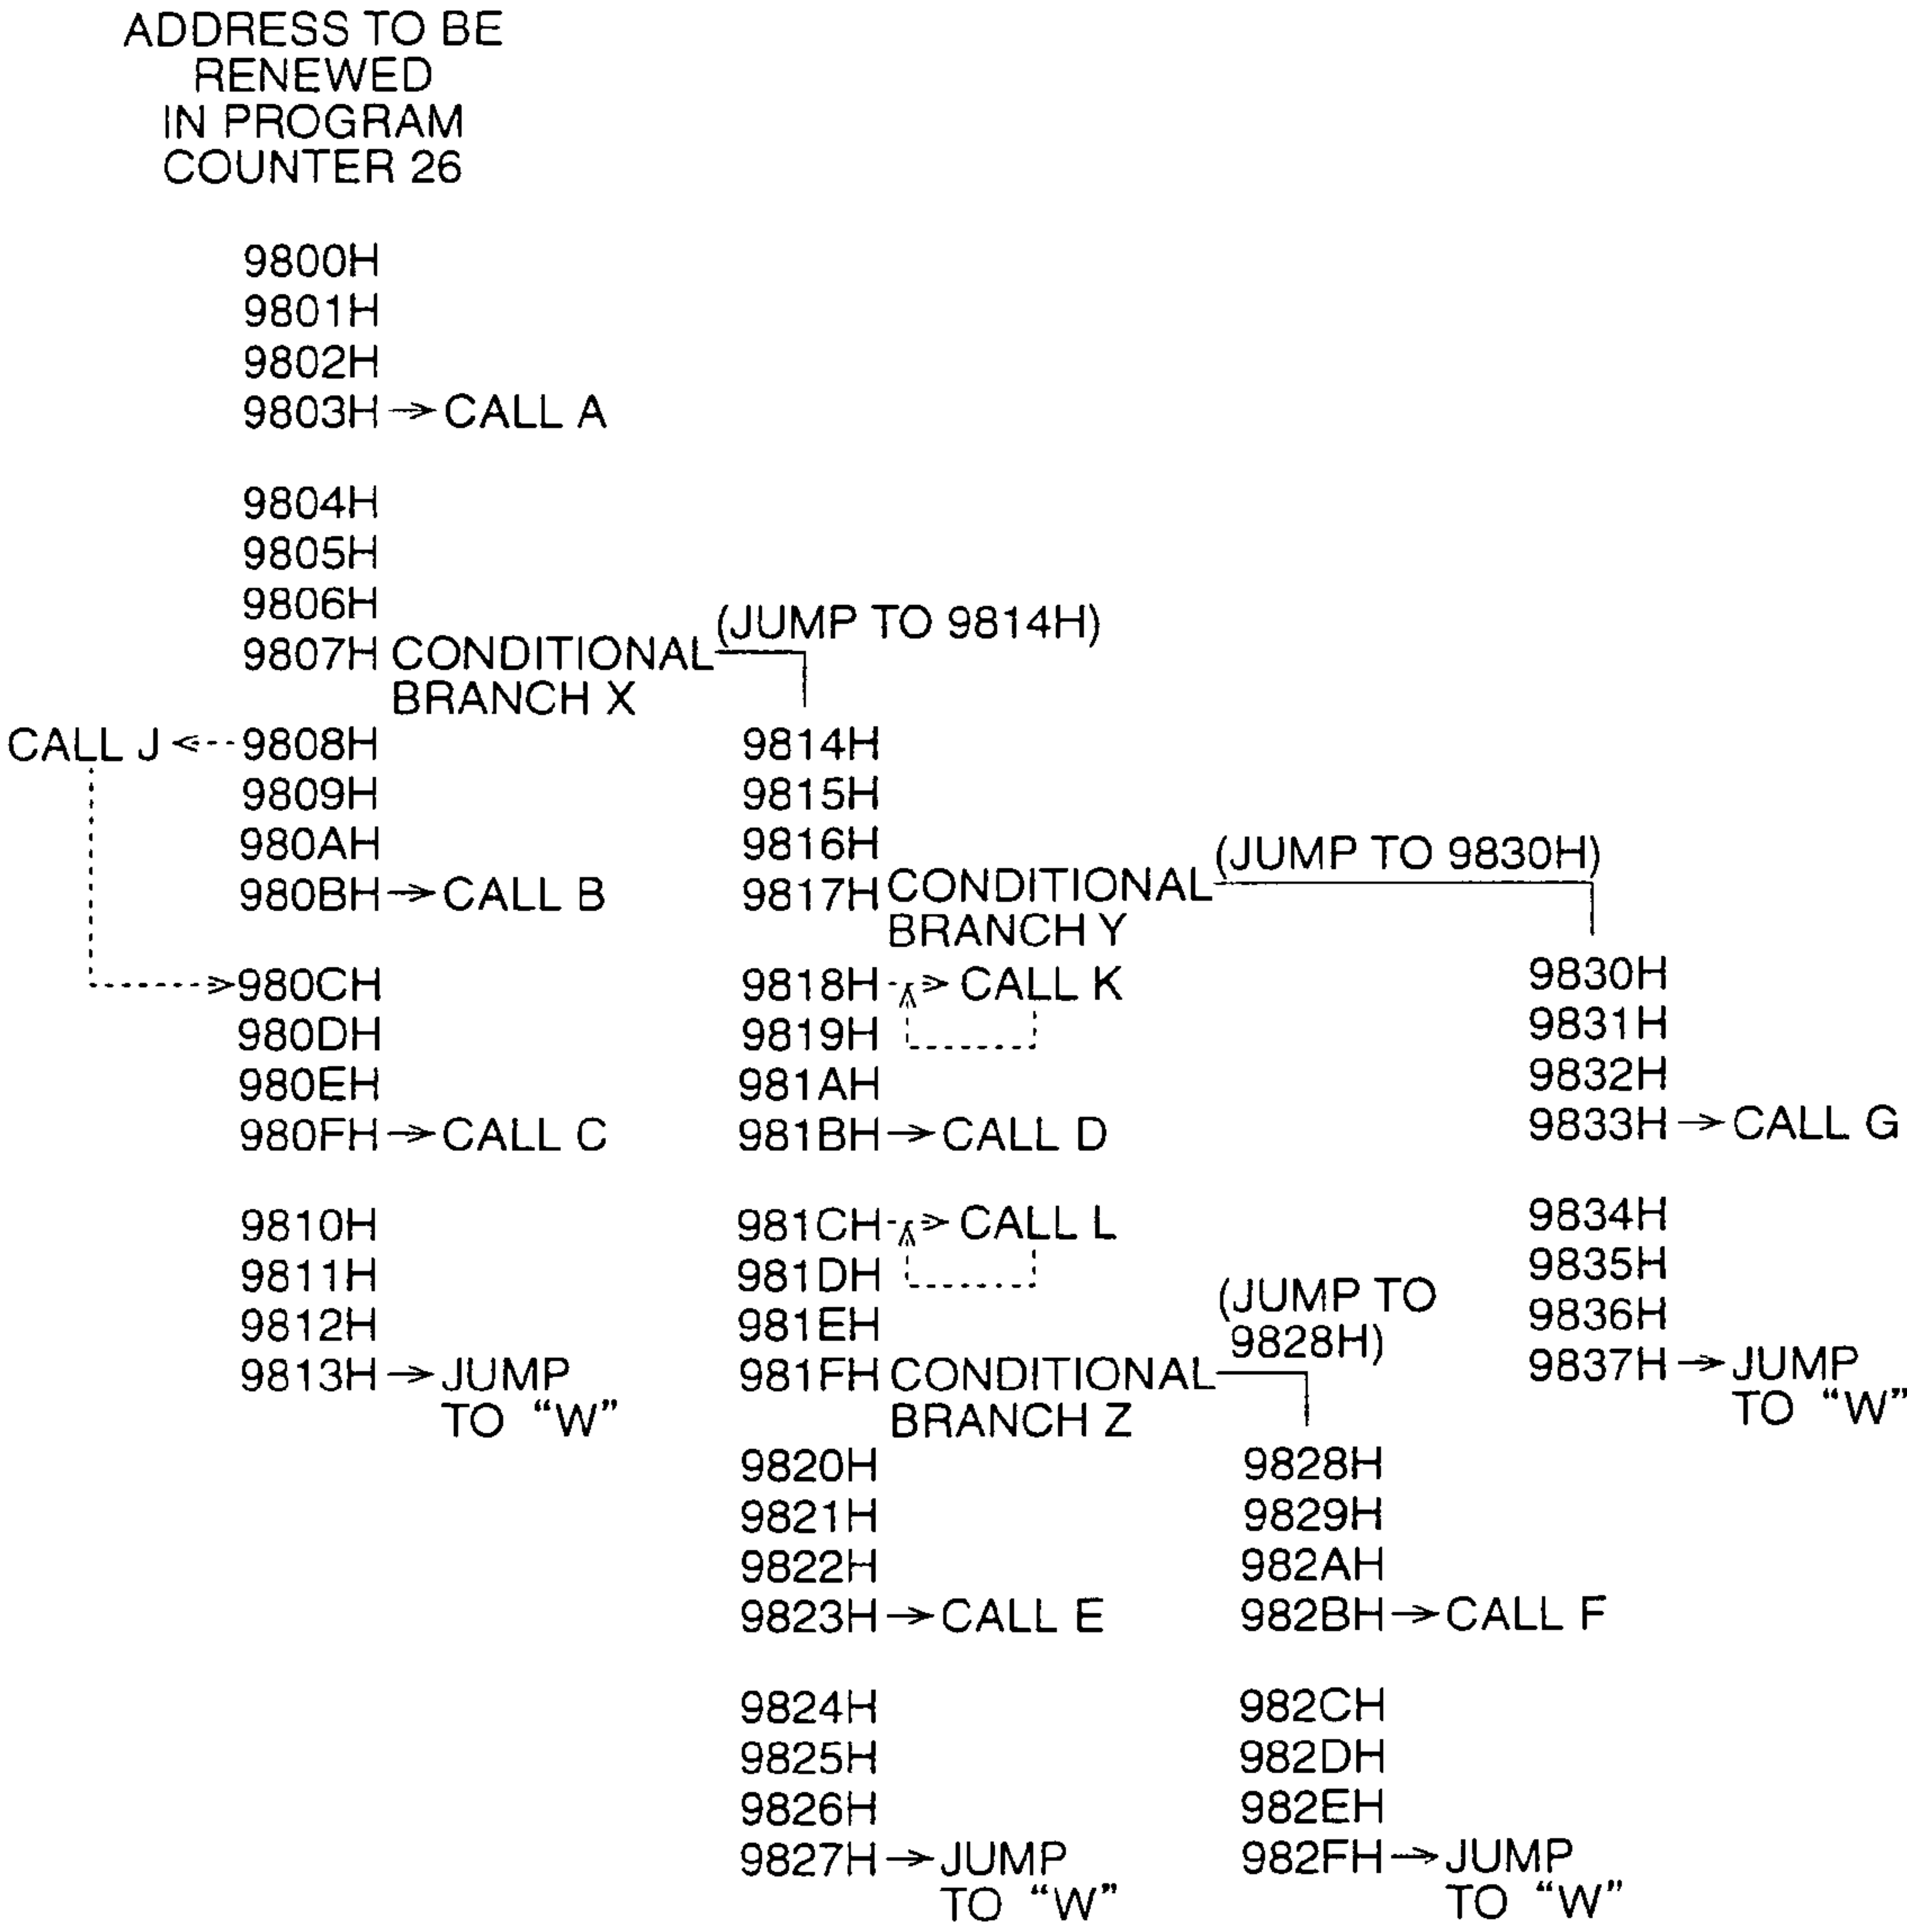 ADDRESS TO BE
RENEWED
IN PROGRAM
COUNTER 26
9800H
9801H
9802H
9803H → CALL A
9804H
9805H
9806H
9807H CONDITIONAL
BRANCH X
(JUMP TO 9814H)
CALL J
9808H
9809H
980AH
980BH → CALL B
980CH
980DH
980EH
980FH → CALL C
9810H
9811H
9812H
9813H → JUMP
TO “W”
9814H
9815H
9816H
9817H CONDITIONAL
BRANCH Y
(JUMP TO 9830H)
9818H CALL K
9819H
981AH
981BH → CALL D
981CH CALL L
981DH
981EH
981FH CONDITIONAL
BRANCH Z
(JUMP TO
9828H)
9820H
9821H
9822H
9823H → CALL E
9824H
9825H
9826H
9827H → JUMP
TO “W”
9828H
9829H
982AH
982BH → CALL F
982CH
982DH
982EH
982FH → JUMP
TO “W”
9830H
9831H
9832H
9833H → CALL G
9834H
9835H
9836H
9837H → JUMP
TO “W”